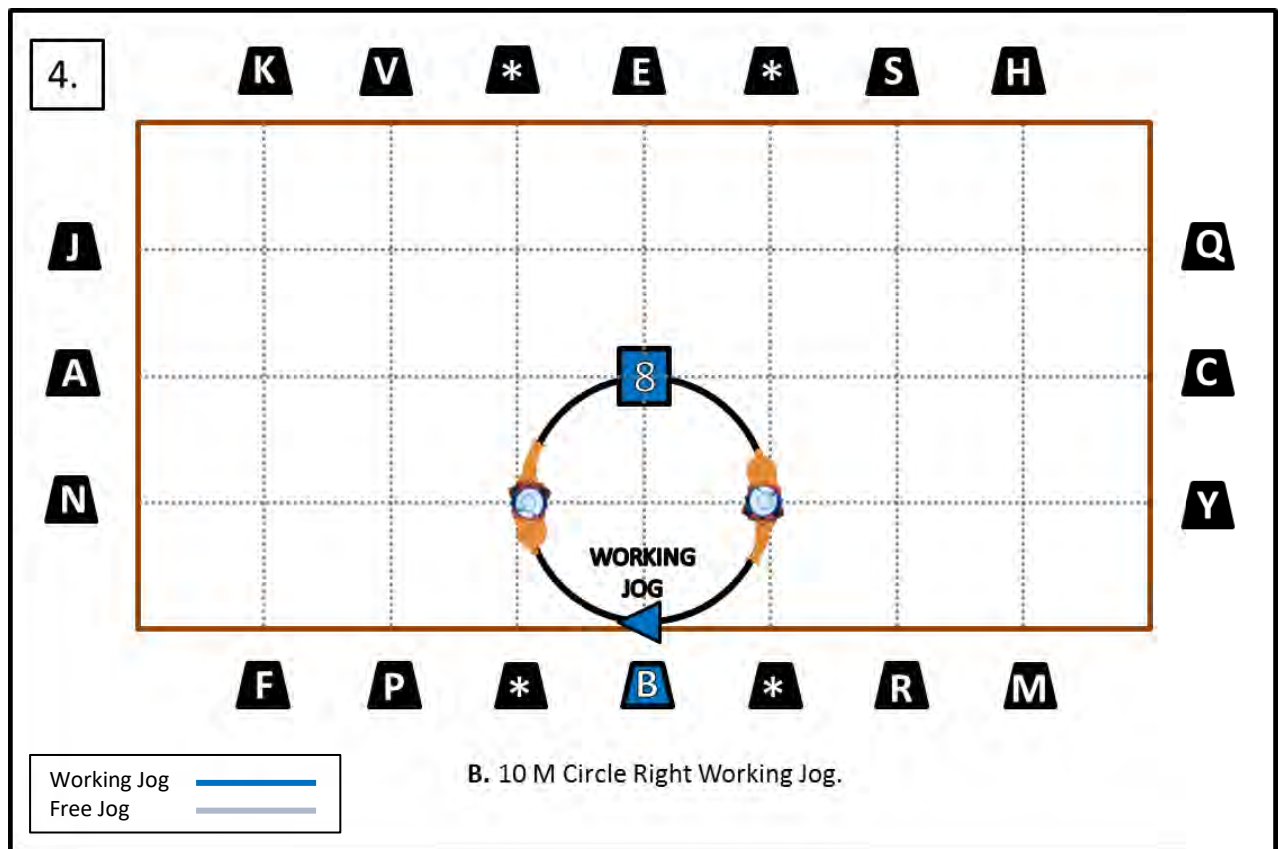 4.
K V * E * S H
J Q
8
A C
N Y
WORKING
JOG
F P * B * R M
B. 10 M Circle Right Working Jog.
Working Jog
Free Jog